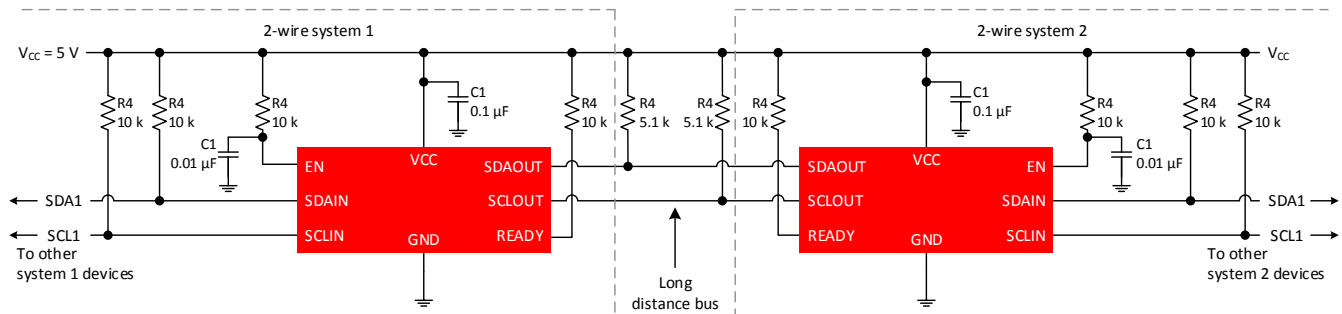 2-wire system 1
2-wire system 2
VCC = 5 V
VCC
R4
10 k
R4
10 k
R4
10 k
C1
0.1 µF
R4
10 k
R4
5.1 k
R4
5.1 k
R4
10 k
C1
0.1 µF
R4
10 k
R4
10 k
R4
10 k
C1
0.01 µF
C1
0.01 µF
EN
VCC
SDAOUT
SDAIN
SCLOUT
SCLIN
GND
READY
SDAOUT
VCC
EN
SCLOUT
SDAIN
READY
GND
SCLIN
SDA1
SCL1
To other
system 1 devices
Long
distance bus
SDA1
SCL1
To other
system 2 devices